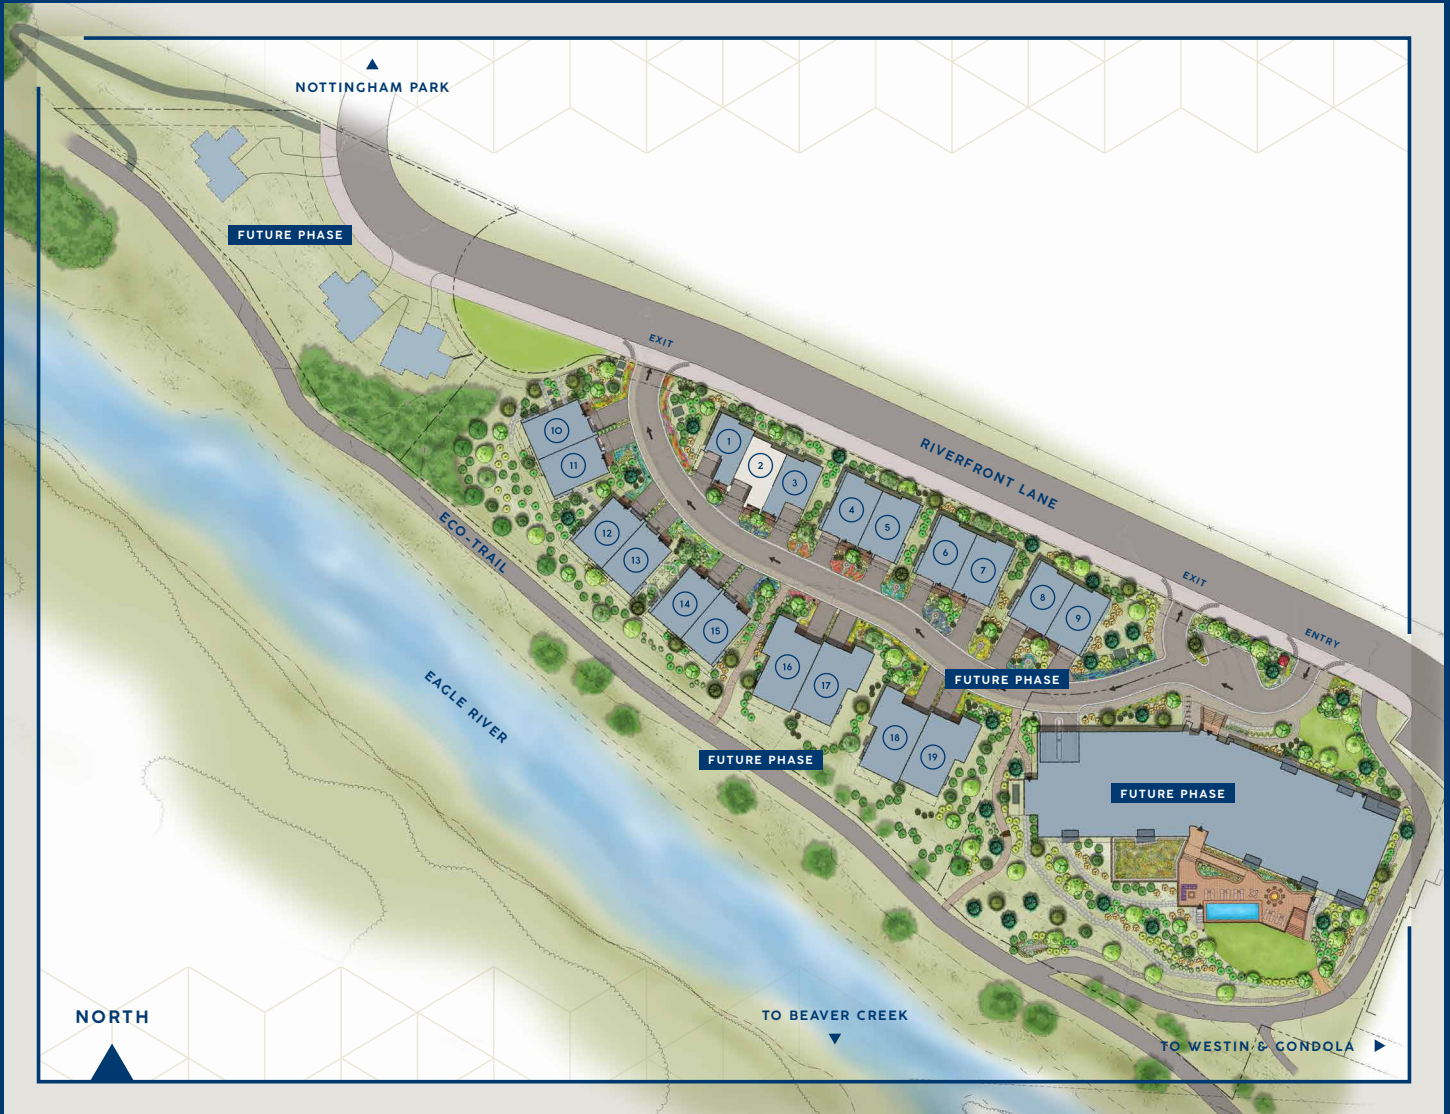 NOTTINGHAM PARK
FUTURE PHASE
EXIT
RIVERFRONT LANE
10
11
1
2
3
4
5
6
7
8
9
12
13
14
15
16
17
18
19
EXIT
ENTRY
ECO-TRAIL
EAGLE RIVER
FUTURE PHASE
FUTURE PHASE
FUTURE PHASE
NORTH
TO BEAVER CREEK
TO WESTIN & GONDOLA